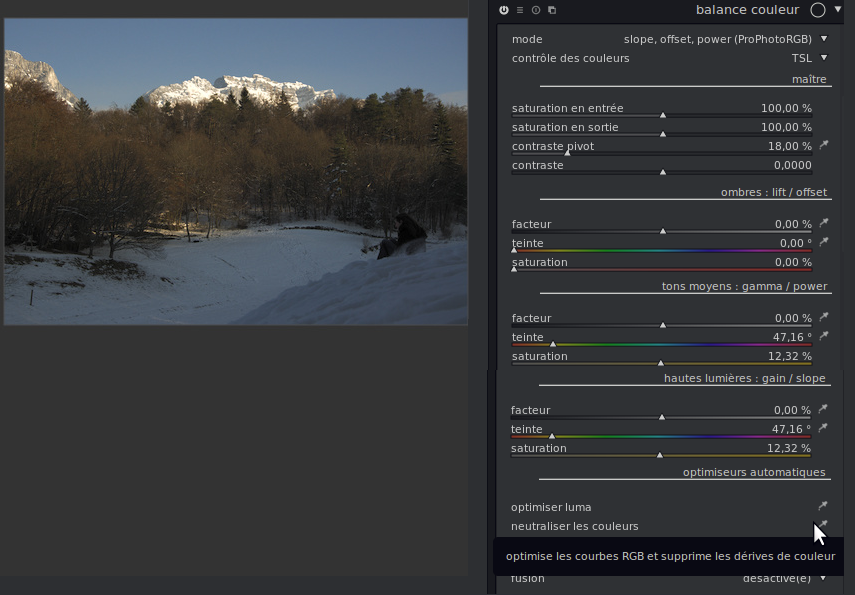 balance couleur
mode slope, offset, power (ProPhotoRGB)
contrôle des couleurs TSL
maître
saturation en entrée 100,00 %
saturation en sortie 100,00 %
contraste pivot 18,00 %
contraste 0,0000
ombres : lift / offset
facteur 0,00 %
teinte 0,00 °
saturation 0,00 %
tons moyens : gamma / power
facteur 0,00 %
teinte 47,16 °
saturation 12,32 %
hautes lumières : gain / slope
facteur 0,00 %
teinte 47,16 °
saturation 12,32 %
optimiseurs automatiques
optimiser luma
neutraliser les couleurs
optimise les courbes RGB et supprime les dérives de couleur
fusion désactivé(e)